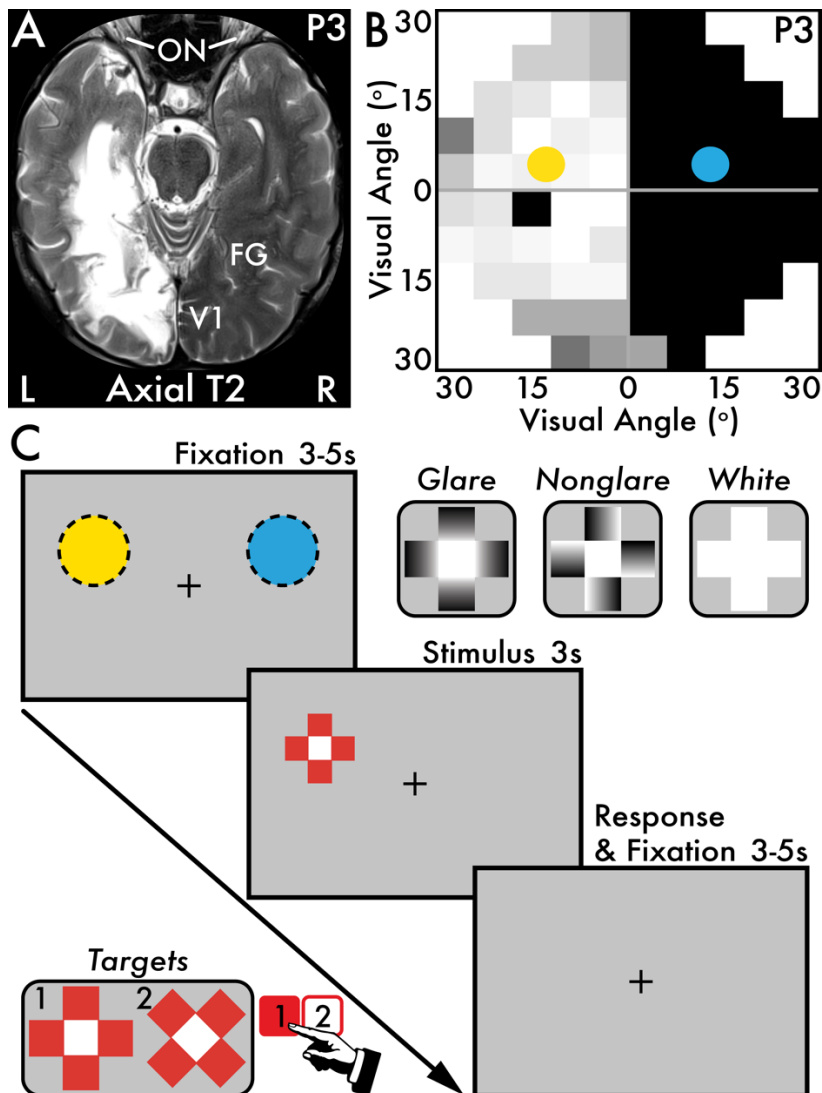 A
ON
P3
FG
V1
L Axial T2 R
B
P3
30
15
0
15
30
Visual Angle (°)
30 15 0 15 30
Visual Angle (°)
C
Fixation 3-5s
Glare Nonglare White
Stimulus 3s
Response
& Fixation 3-5s
Targets
1 2
1 2